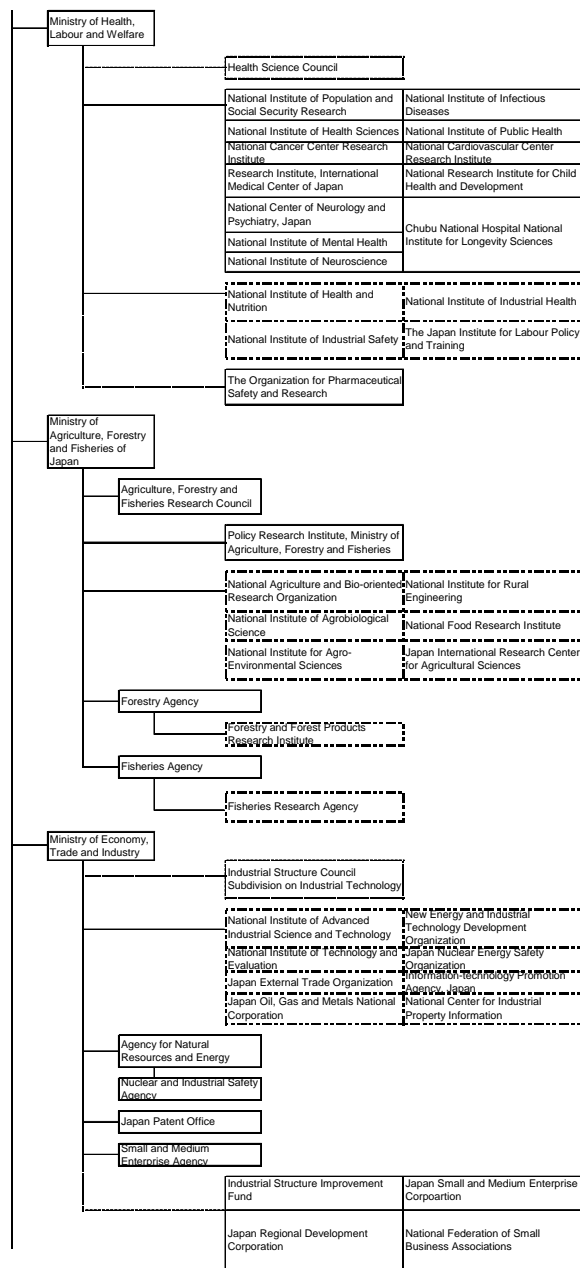 Ministry of Health,
Labour and Welfare
Health Science Council
National Institute of Population and
Social Security Research
National Institute of Infectious
Diseases
National Institute of Health Sciences
National Institute of Public Health
National Cancer Center Research
Institute
National Cardiovascular Center
Research Institute
Research Institute, International
Medical Center of Japan
National Research Institute for Child
Health and Development
National Center of Neurology and
Psychiatry, Japan
National Institute of Mental Health
National Institute of Neuroscience
Chubu National Hospital National
Institute for Longevity Sciences
National Institute of Health and
Nutrition
National Institute of Industrial Health
National Institute of Industrial Safety
The Japan Institute for Labour Policy
and Training
The Organization for Pharmaceutical
Safety and Research
Ministry of
Agriculture, Forestry
and Fisheries of
Japan
Agriculture, Forestry and
Fisheries Research Council
Policy Research Institute, Ministry of
Agriculture, Forestry and Fisheries
National Agriculture and Bio-oriented
Research Organization
National Institute for Rural
Engineering
National Institute of Agrobiological
Science
National Food Research Institute
National Institute for Agro-
Environmental Sciences
Japan International Research Center
for Agricultural Sciences
Forestry Agency
Forestry and Forest Products
Research Institute
Fisheries Agency
Fisheries Research Agency
Ministry of Economy,
Trade and Industry
Industrial Structure Council
Subdivision on Industrial Technology
National Institute of Advanced
Industrial Science and Technology
New Energy and Industrial
Technology Development
Organization
National Institute of Technology and
Evaluation
Japan Nuclear Energy Safety
Organization
Japan External Trade Organization
Information-technology Promotion
Agency, Japan
Japan Oil, Gas and Metals National
Corporation
National Center for Industrial
Property Information
Agency for Natural
Resources and Energy
Nuclear and Industrial Safety
Agency
Japan Patent Office
Small and Medium
Enterprise Agency
Industrial Structure Improvement
Fund
Japan Small and Medium Enterprise
Corpoartion
Japan Regional Development
Corporation
National Federation of Small
Business Associations